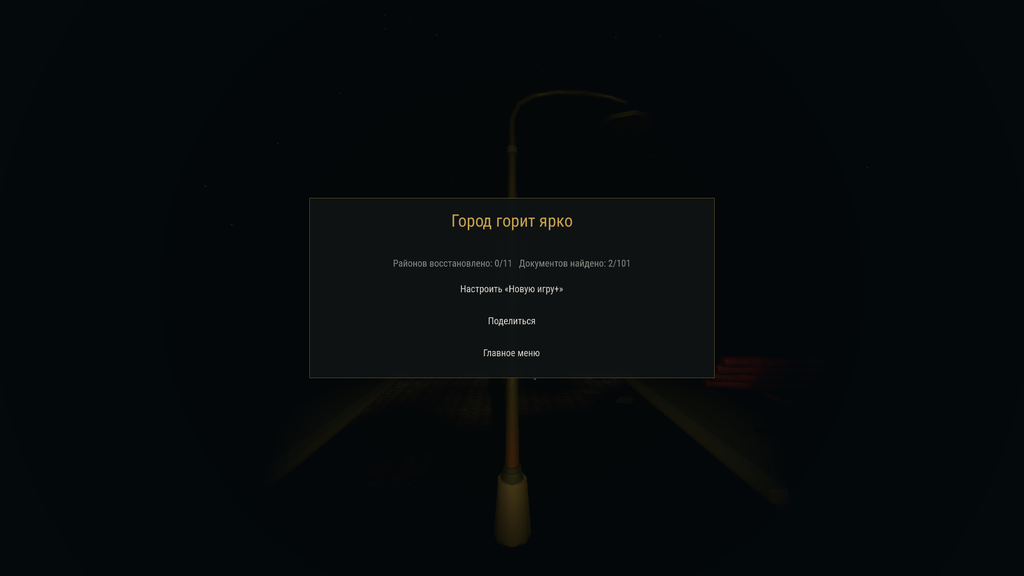 Город горит ярко
Районов восстановлено: 0/11 Документов найдено: 2/101
Настроить «Новую игру+»
Поделиться
Главное меню